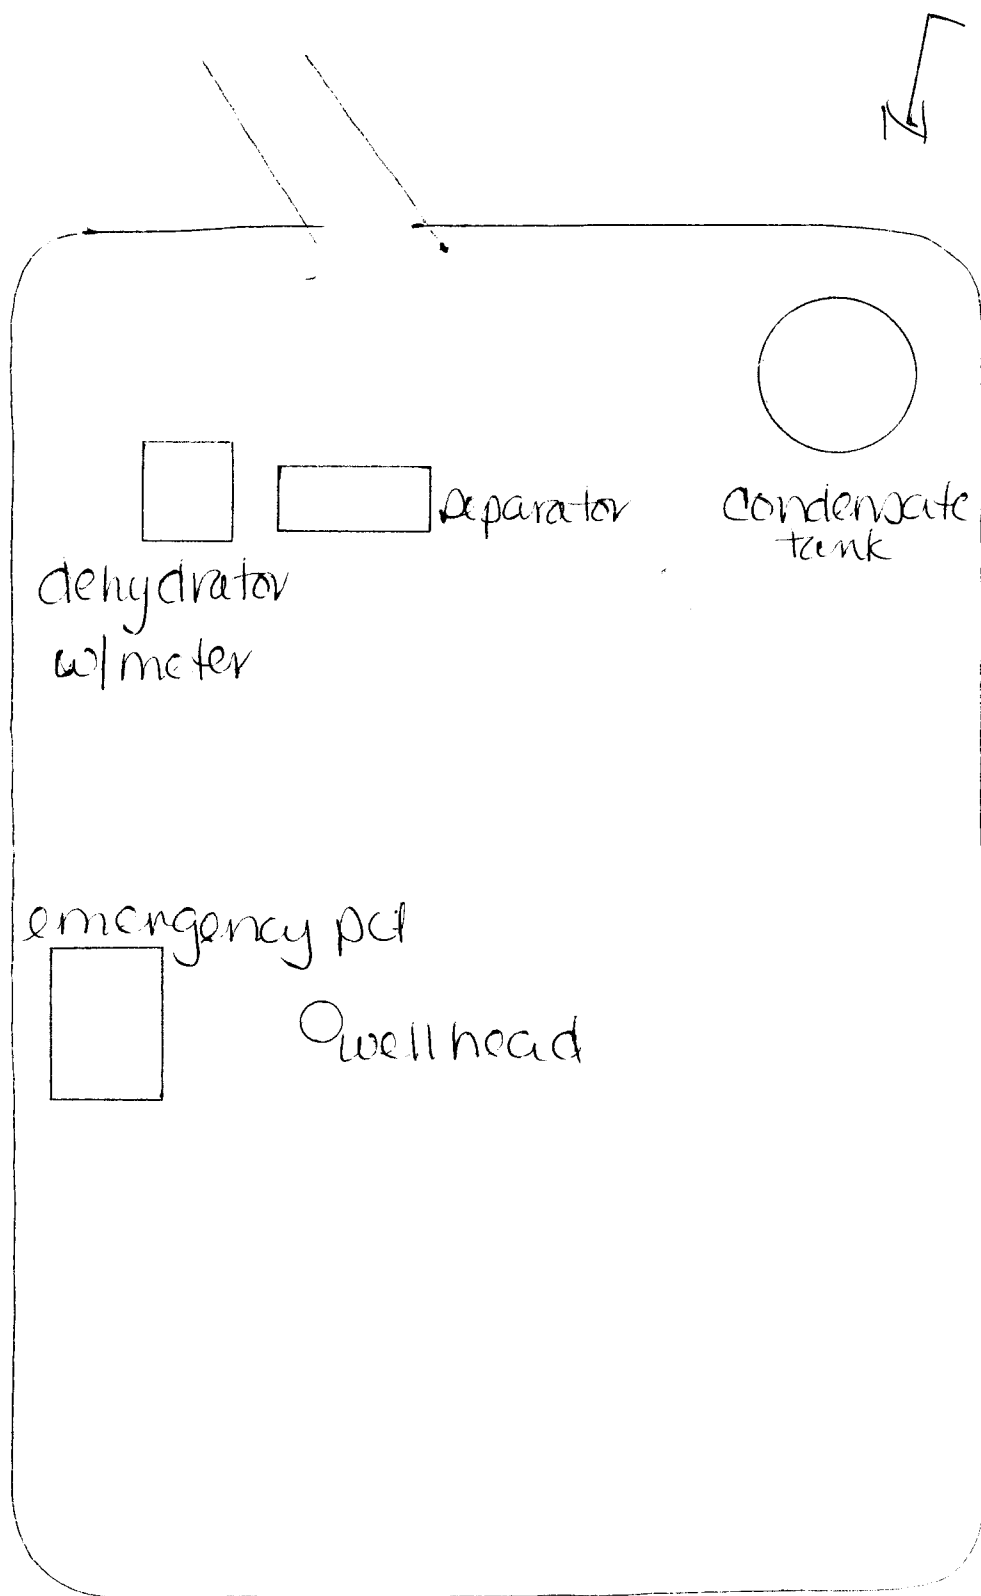 N
separator
condensate
tank
dehydrator
w/meter
emergency pit
wellhead